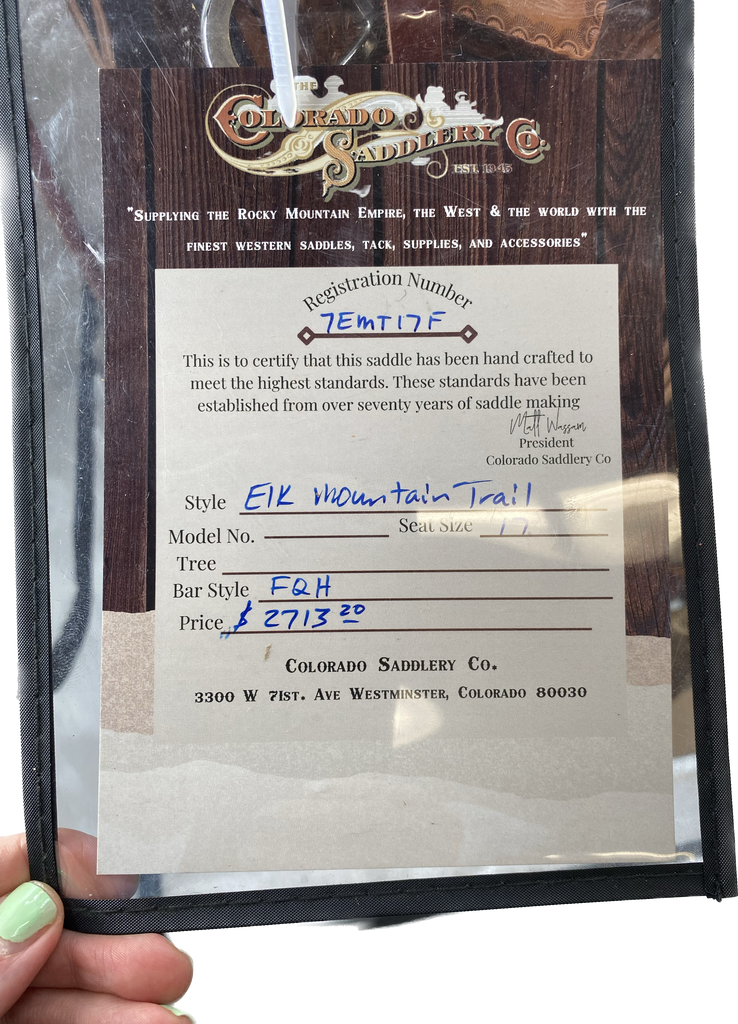 THE
COLORADO
SADDLERY CO.
EST. 1945
"SUPPLYING THE ROCKY MOUNTAIN EMPIRE, THE WEST & THE WORLD WITH THE
FINEST WESTERN SADDLES, TACK, SUPPLIES, AND ACCESSORIES"
Registration Number
7EMT17F
This is to certify that this saddle has been hand crafted to
meet the highest standards. These standards have been
established from over seventy years of saddle making
Matt Wassam
President
Colorado Saddlery Co
Style Elk Mountain Trail
Model No. Seat Size 17
Tree
Bar Style FQH
Price $2713 20
COLORADO SADDLERY CO.
3300 W 71ST. AVE WESTMINSTER, COLORADO 80030